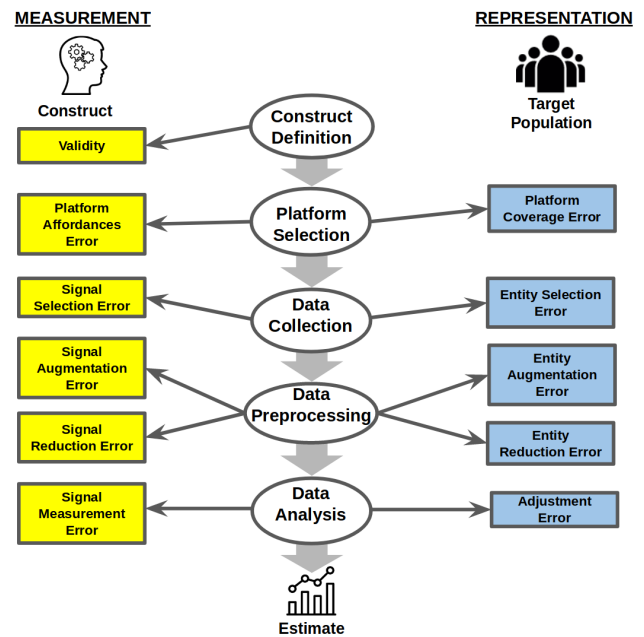 MEASUREMENT
REPRESENTATION
Construct
Target
Population
Construct
Definition
Validity
Platform
Selection
Platform
Affordances
Error
Platform
Coverage Error
Data
Collection
Signal
Selection Error
Entity Selection
Error
Signal
Augmentation
Error
Entity
Augmentation
Error
Data
Preprocessing
Signal
Reduction Error
Entity
Reduction Error
Data
Analysis
Signal
Measurement
Error
Adjustment
Error
Estimate